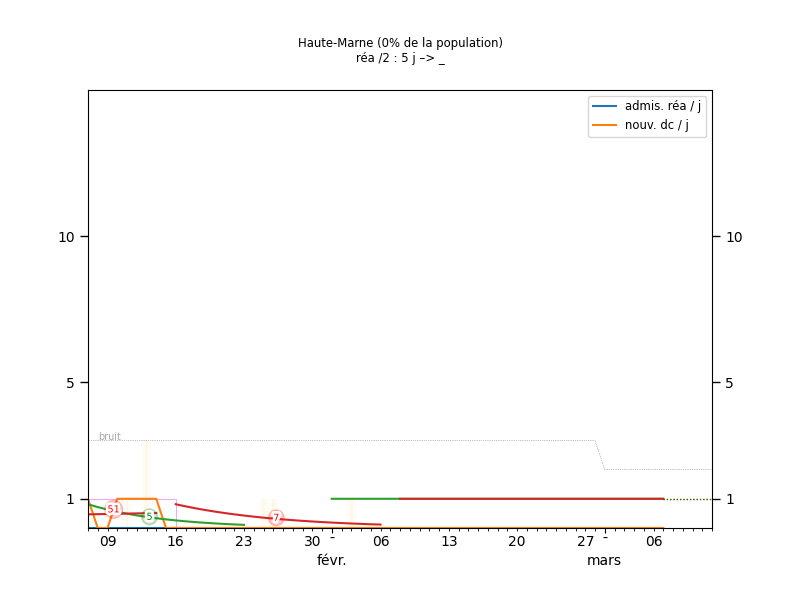 Haute-Marne (0% de la population)
réa /2 : 5 j –> _
admis. réa / j
nouv. dc / j
10
10
5
5
bruit
1
1
51
5
7
09
16
23
30
-
06
13
20
27
-
06
févr.
mars